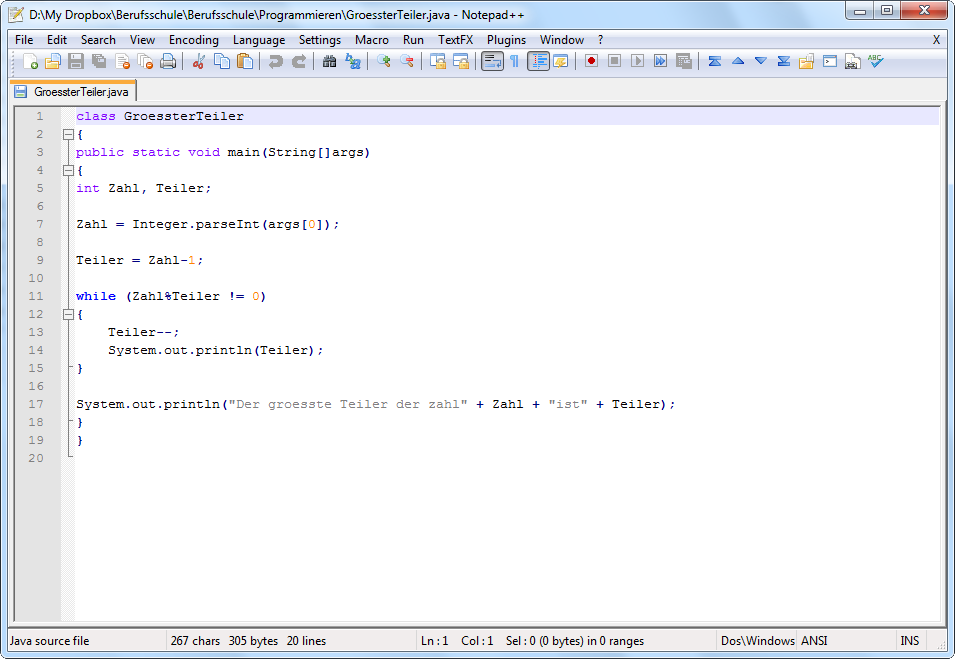 D:\My Dropbox\Berufsschule\Berufsschule\Programmieren\GroessterTeiler.java - Notepad++
File Edit Search View Encoding Language Settings Macro Run TextFX Plugins Window ? X
GroessterTeiler.java
1 class GroessterTeiler
2 {
3 public static void main(String[]args)
4 {
5 int Zahl, Teiler;
6
7 Zahl = Integer.parseInt(args[0]);
8
9 Teiler = Zahl-1;
10
11 while (Zahl%Teiler != 0)
12 {
13     Teiler--;
14     System.out.println(Teiler);
15 }
16
17 System.out.println("Der groesste Teiler der zahl" + Zahl + "ist" + Teiler);
18 }
19 }
20
Java source file 267 chars 305 bytes 20 lines Ln : 1 Col : 1 Sel : 0 (0 bytes) in 0 ranges Dos\Windows ANSI INS